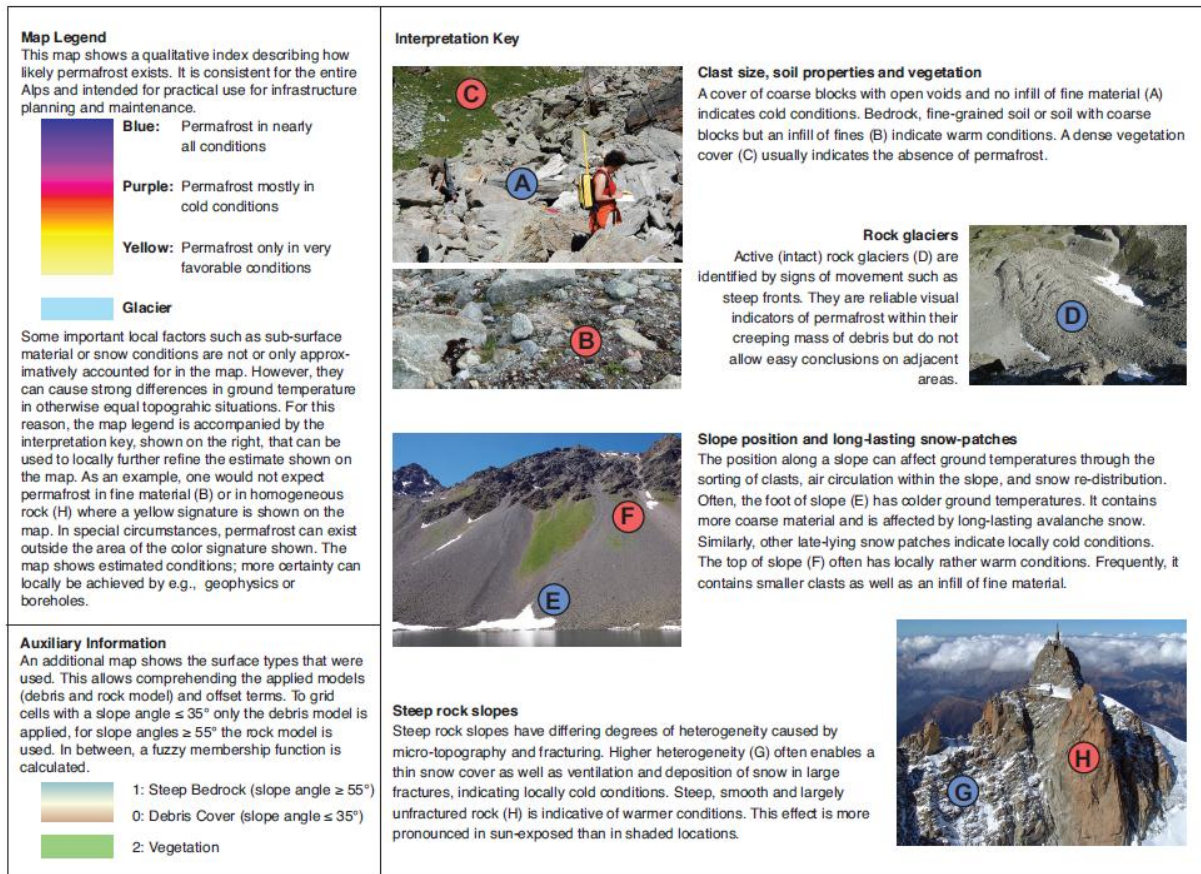 Map Legend
This map shows a qualitative index describing how
likely permafrost exists. It is consistent for the entire
Alps and intended for practical use for infrastructure
planning and maintenance.
Blue: Permafrost in nearly
all conditions
Purple: Permafrost mostly in
cold conditions
Yellow: Permafrost only in very
favorable conditions
Glacier
Some important local factors such as sub-surface
material or snow conditions are not or only approx-
imatively accounted for in the map. However, they
can cause strong differences in ground temperature
in otherwise equal topograhic situations. For this
reason, the map legend is accompanied by the
interpretation key, shown on the right, that can be
used to locally further refine the estimate shown on
the map. As an example, one would not expect
permafrost in fine material (B) or in homogeneous
rock (H) where a yellow signature is shown on the
map. In special circumstances, permafrost can exist
outside the area of the color signature shown. The
map shows estimated conditions; more certainty can
locally be achieved by e.g., geophysics or
boreholes.
Auxiliary Information
An additional map shows the surface types that were
used. This allows comprehending the applied models
(debris and rock model) and offset terms. To grid
cells with a slope angle ≤ 35° only the debris model is
applied, for slope angles ≥ 55° the rock model is
used. In between, a fuzzy membership function is
calculated.
1: Steep Bedrock (slope angle ≥ 55°)
0: Debris Cover (slope angle ≤ 35°)
2: Vegetation
Interpretation Key
C
A
B
Clast size, soil properties and vegetation
A cover of coarse blocks with open voids and no infill of fine material (A)
indicates cold conditions. Bedrock, fine-grained soil or soil with coarse
blocks but an infill of fines (B) indicate warm conditions. A dense vegetation
cover (C) usually indicates the absence of permafrost.
Rock glaciers
Active (intact) rock glaciers (D) are
identified by signs of movement such as
steep fronts. They are reliable visual
indicators of permafrost within their
creeping mass of debris but do not
allow easy conclusions on adjacent
areas.
D
F
E
Slope position and long-lasting snow-patches
The position along a slope can affect ground temperatures through the
sorting of clasts, air circulation within the slope, and snow re-distribution.
Often, the foot of slope (E) has colder ground temperatures. It contains
more coarse material and is affected by long-lasting avalanche snow.
Similarly, other late-lying snow patches indicate locally cold conditions.
The top of slope (F) often has locally rather warm conditions. Frequently, it
contains smaller clasts as well as an infill of fine material.
Steep rock slopes
Steep rock slopes have differing degrees of heterogeneity caused by
micro-topography and fracturing. Higher heterogeneity (G) often enables a
thin snow cover as well as ventilation and deposition of snow in large
fractures, indicating locally cold conditions. Steep, smooth and largely
unfractured rock (H) is indicative of warmer conditions. This effect is more
pronounced in sun-exposed than in shaded locations.
H
G